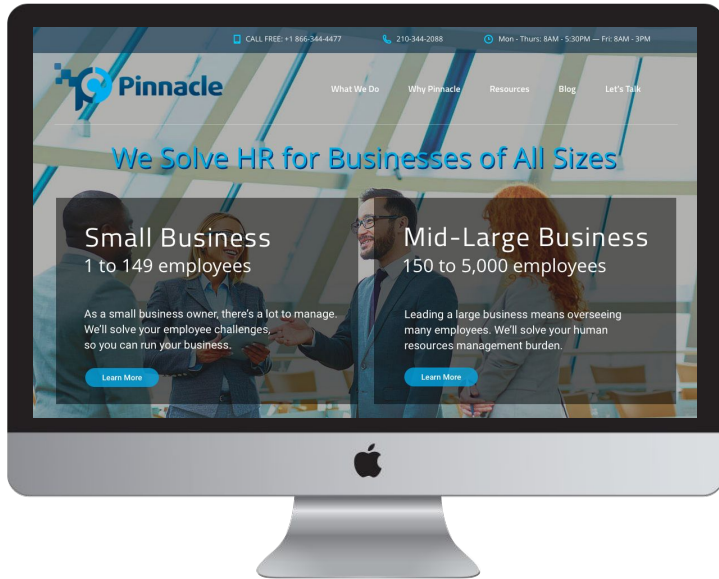 CALL FREE: +1 866-344-4477 210-344-2088 Mon - Thurs: 8AM - 5:30PM — Fri: 8AM - 3PM
Pinnacle
What We Do Why Pinnacle Resources Blog Let's Talk
We Solve HR for Businesses of All Sizes
Small Business
1 to 149 employees
As a small business owner, there's a lot to manage.
We'll solve your employee challenges,
so you can run your business.
Learn More
Mid-Large Business
150 to 5,000 employees
Leading a large business means overseeing
many employees. We'll solve your human
resources management burden.
Learn More